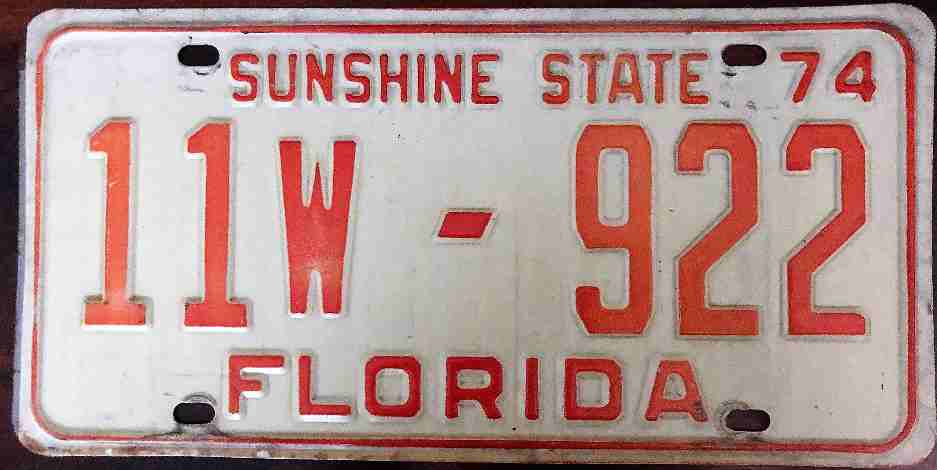 SUNSHINE STATE 74
11W-922
FLORIDA